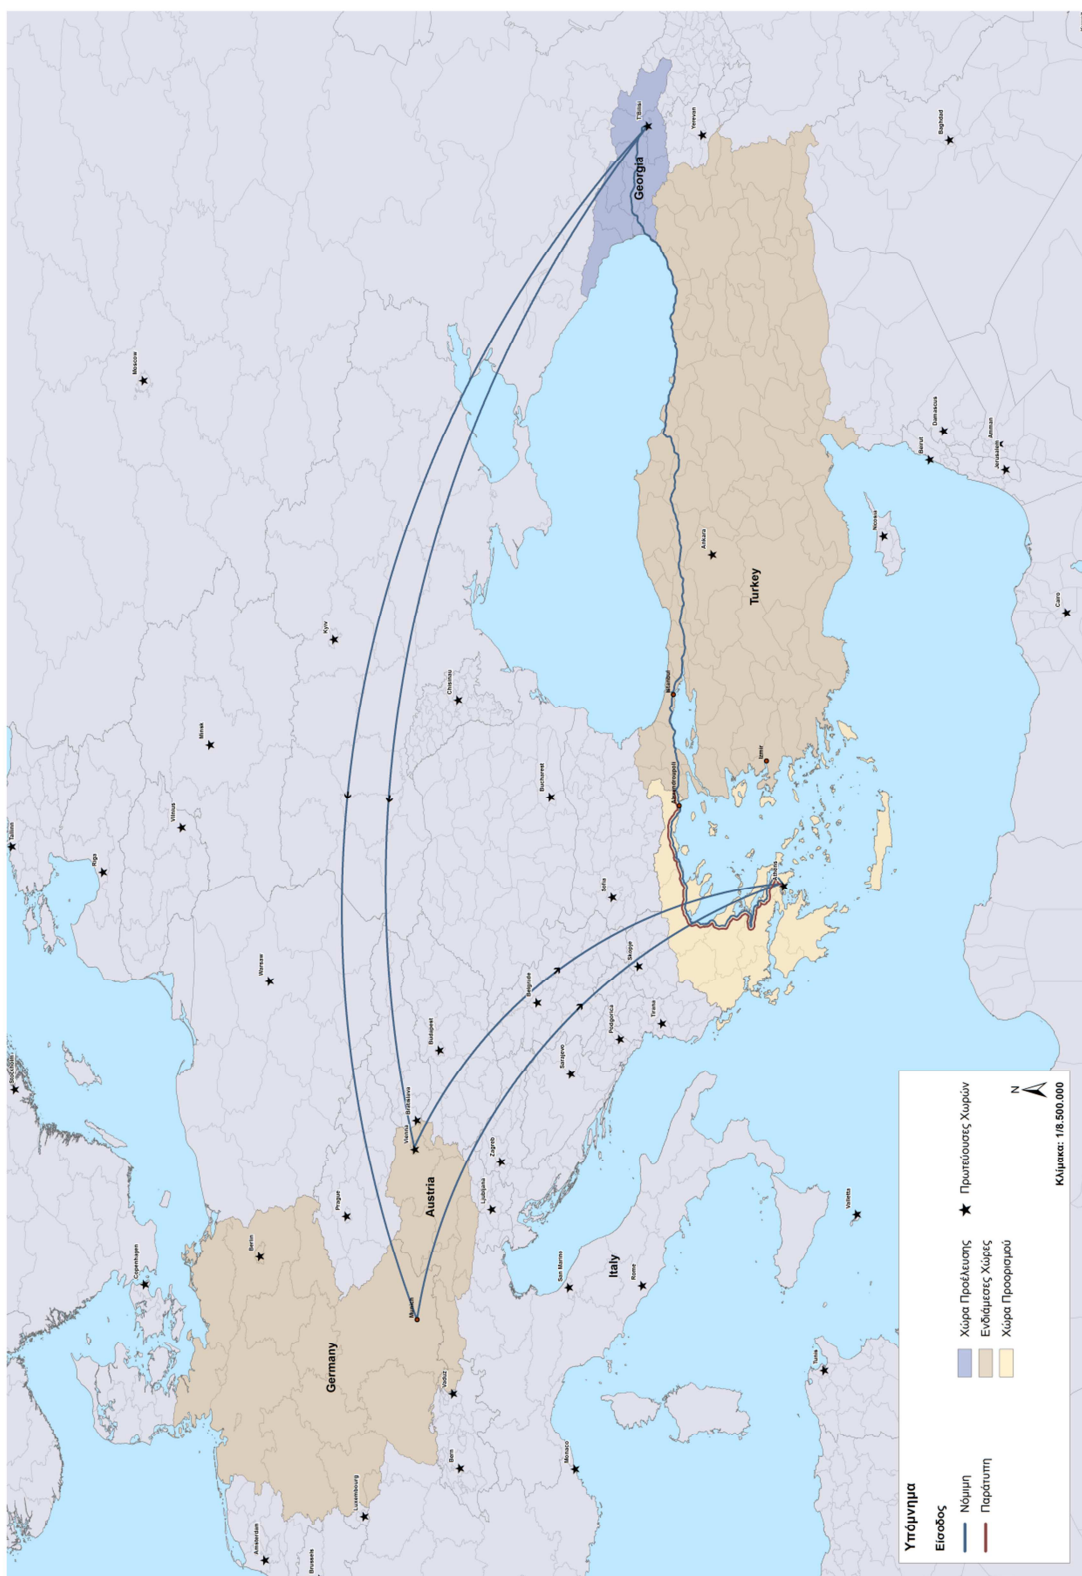 Tallinn
Stockholm
Riga
Moscow
Copenhagen
Vilnius
Minsk
Amsterdam
Berlin
Warsaw
Brussels
Kyiv
Luxembourg
Prague
Germany
Munich
Vienna
Bratislava
Austria
Budapest
Chisinau
Vaduz
Bern
Ljubljana
Zagreb
Belgrade
Bucharest
Monaco
San Marino
Sarajevo
Podgorica
Sofia
Skopje
Italy
Rome
Tirana
Georgia
T'Bilisi
Yerevan
Istanbul
Alexandroupoli
Ankara
Turkey
Izmir
Athens
Tunis
Valletta
Nicosia
Beirut
Damascus
Baghdad
Jerusalem
Amman
Cairo
Υπόμνημα
Είσοδος
Νόμιμη
Παράτυπη
Χώρα Προέλευσης
Ενδιάμεσες Χώρες
Χώρα Προορισμού
Πρωτεύουσες Χωρών
N
Κλίμακα: 1/8.500.000